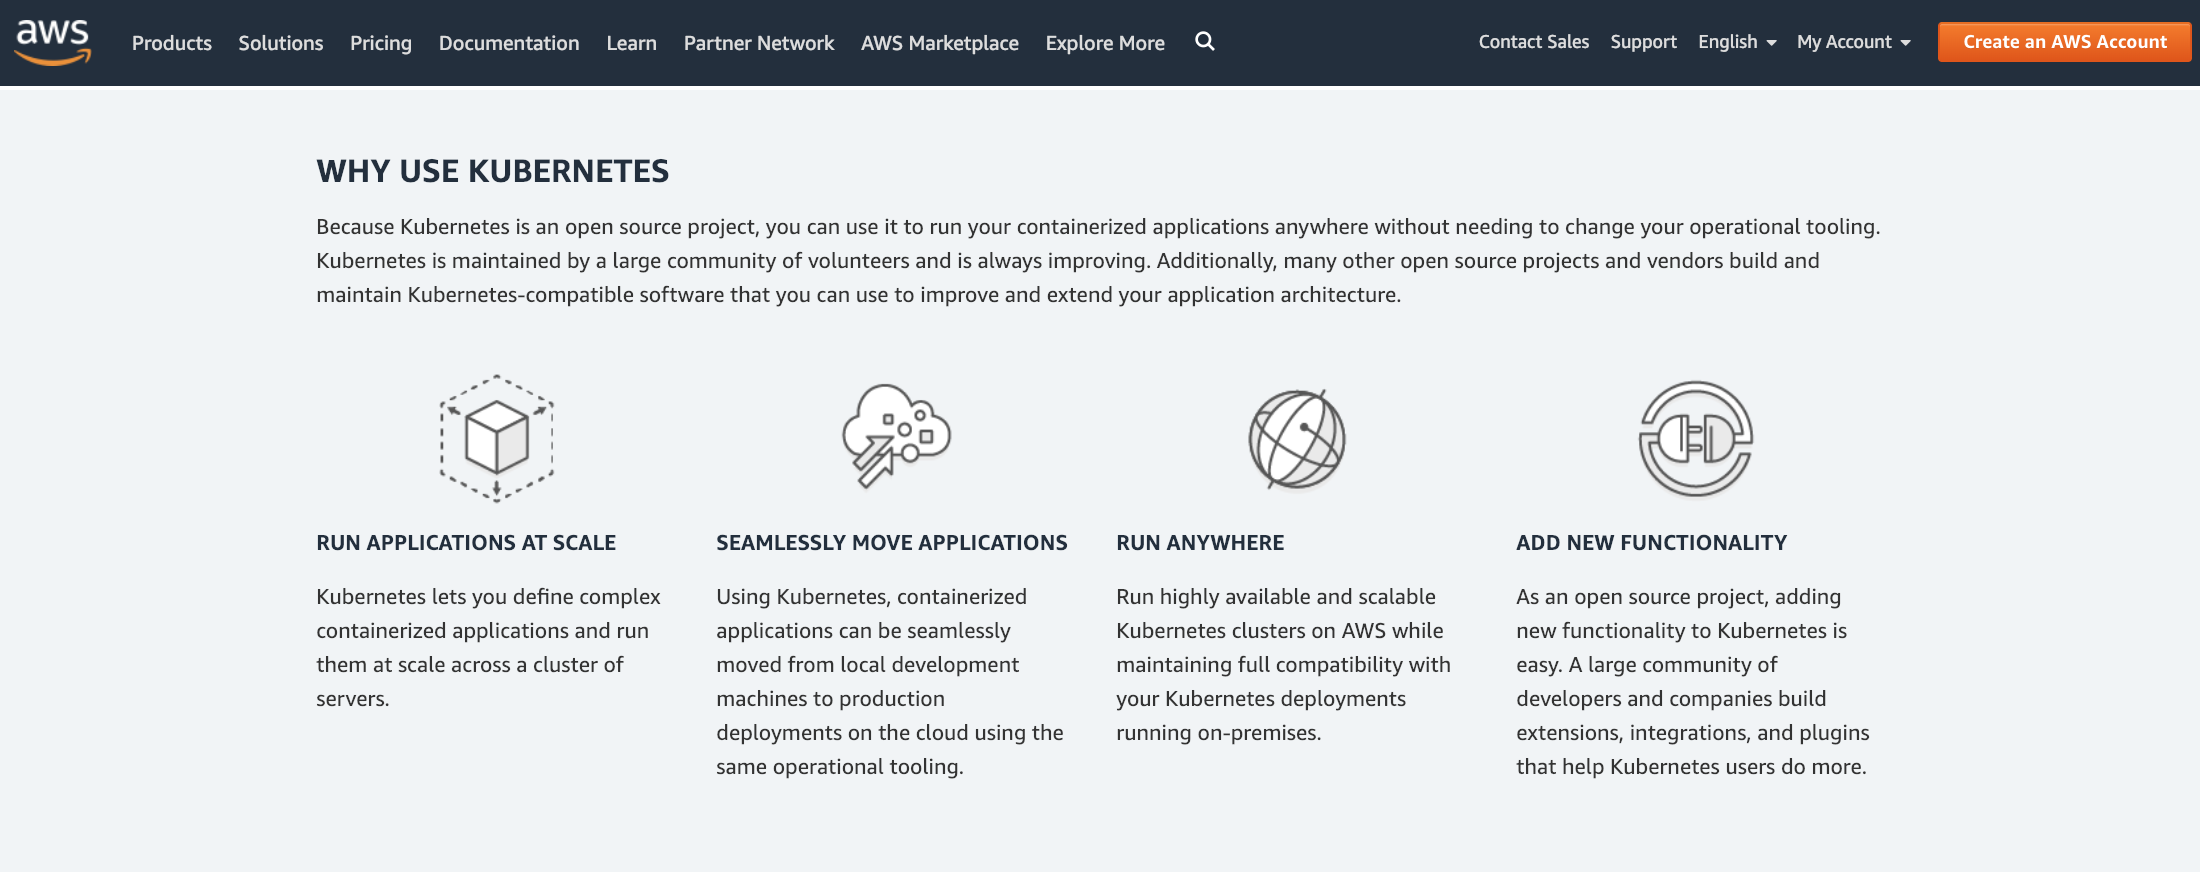 aws
Products Solutions Pricing Documentation Learn Partner Network AWS Marketplace Explore More
Contact Sales Support English My Account Create an AWS Account
WHY USE KUBERNETES
Because Kubernetes is an open source project, you can use it to run your containerized applications anywhere without needing to change your operational tooling.
Kubernetes is maintained by a large community of volunteers and is always improving. Additionally, many other open source projects and vendors build and
maintain Kubernetes-compatible software that you can use to improve and extend your application architecture.
RUN APPLICATIONS AT SCALE
Kubernetes lets you define complex
containerized applications and run
them at scale across a cluster of
servers.
SEAMLESSLY MOVE APPLICATIONS
Using Kubernetes, containerized
applications can be seamlessly
moved from local development
machines to production
deployments on the cloud using the
same operational tooling.
RUN ANYWHERE
Run highly available and scalable
Kubernetes clusters on AWS while
maintaining full compatibility with
your Kubernetes deployments
running on-premises.
ADD NEW FUNCTIONALITY
As an open source project, adding
new functionality to Kubernetes is
easy. A large community of
developers and companies build
extensions, integrations, and plugins
that help Kubernetes users do more.